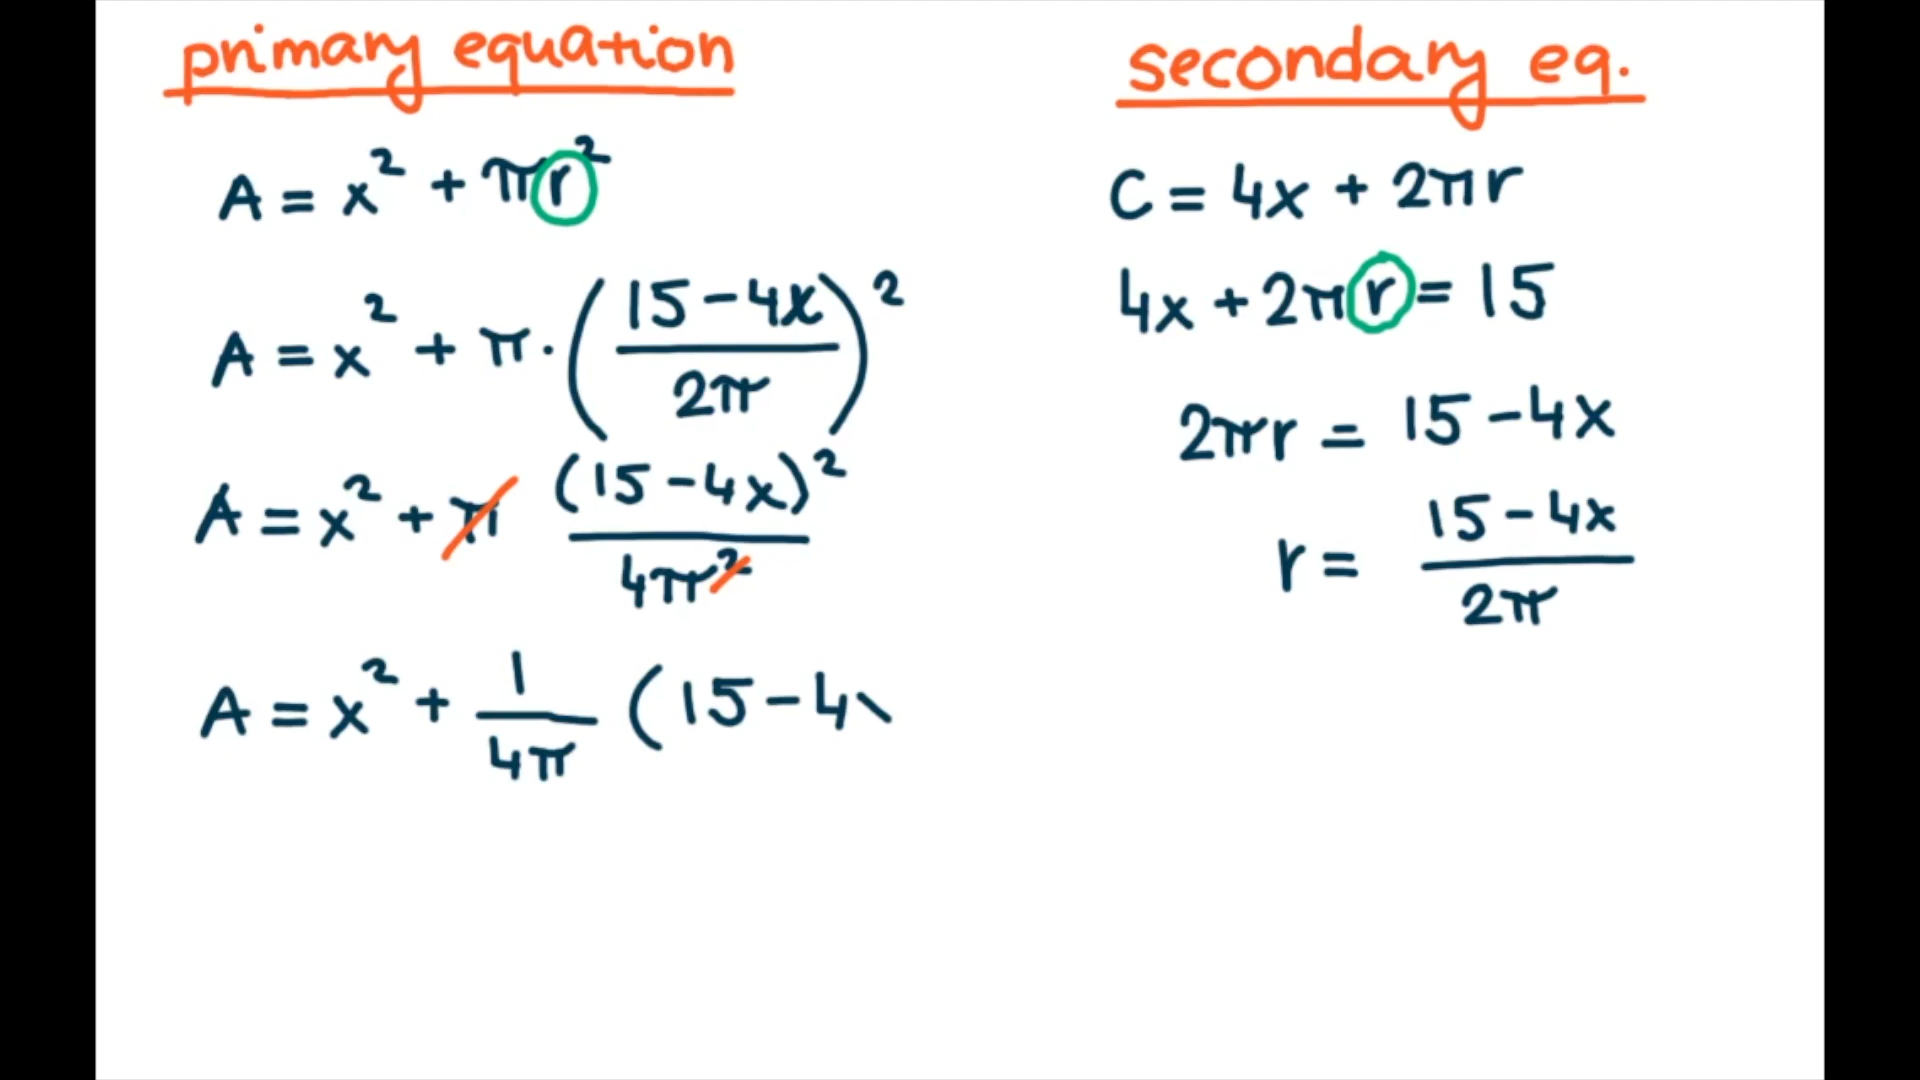 primary equation
A = x² + πr²
A = x² + π · ((15 - 4x)/(2π))²
A = x² + π (15 - 4x)²/(4π²)
A = x² + 1/(4π) (15 - 4
secondary eq.
C = 4x + 2πr
4x + 2πr = 15
2πr = 15 - 4x
r = (15 - 4x)/(2π)